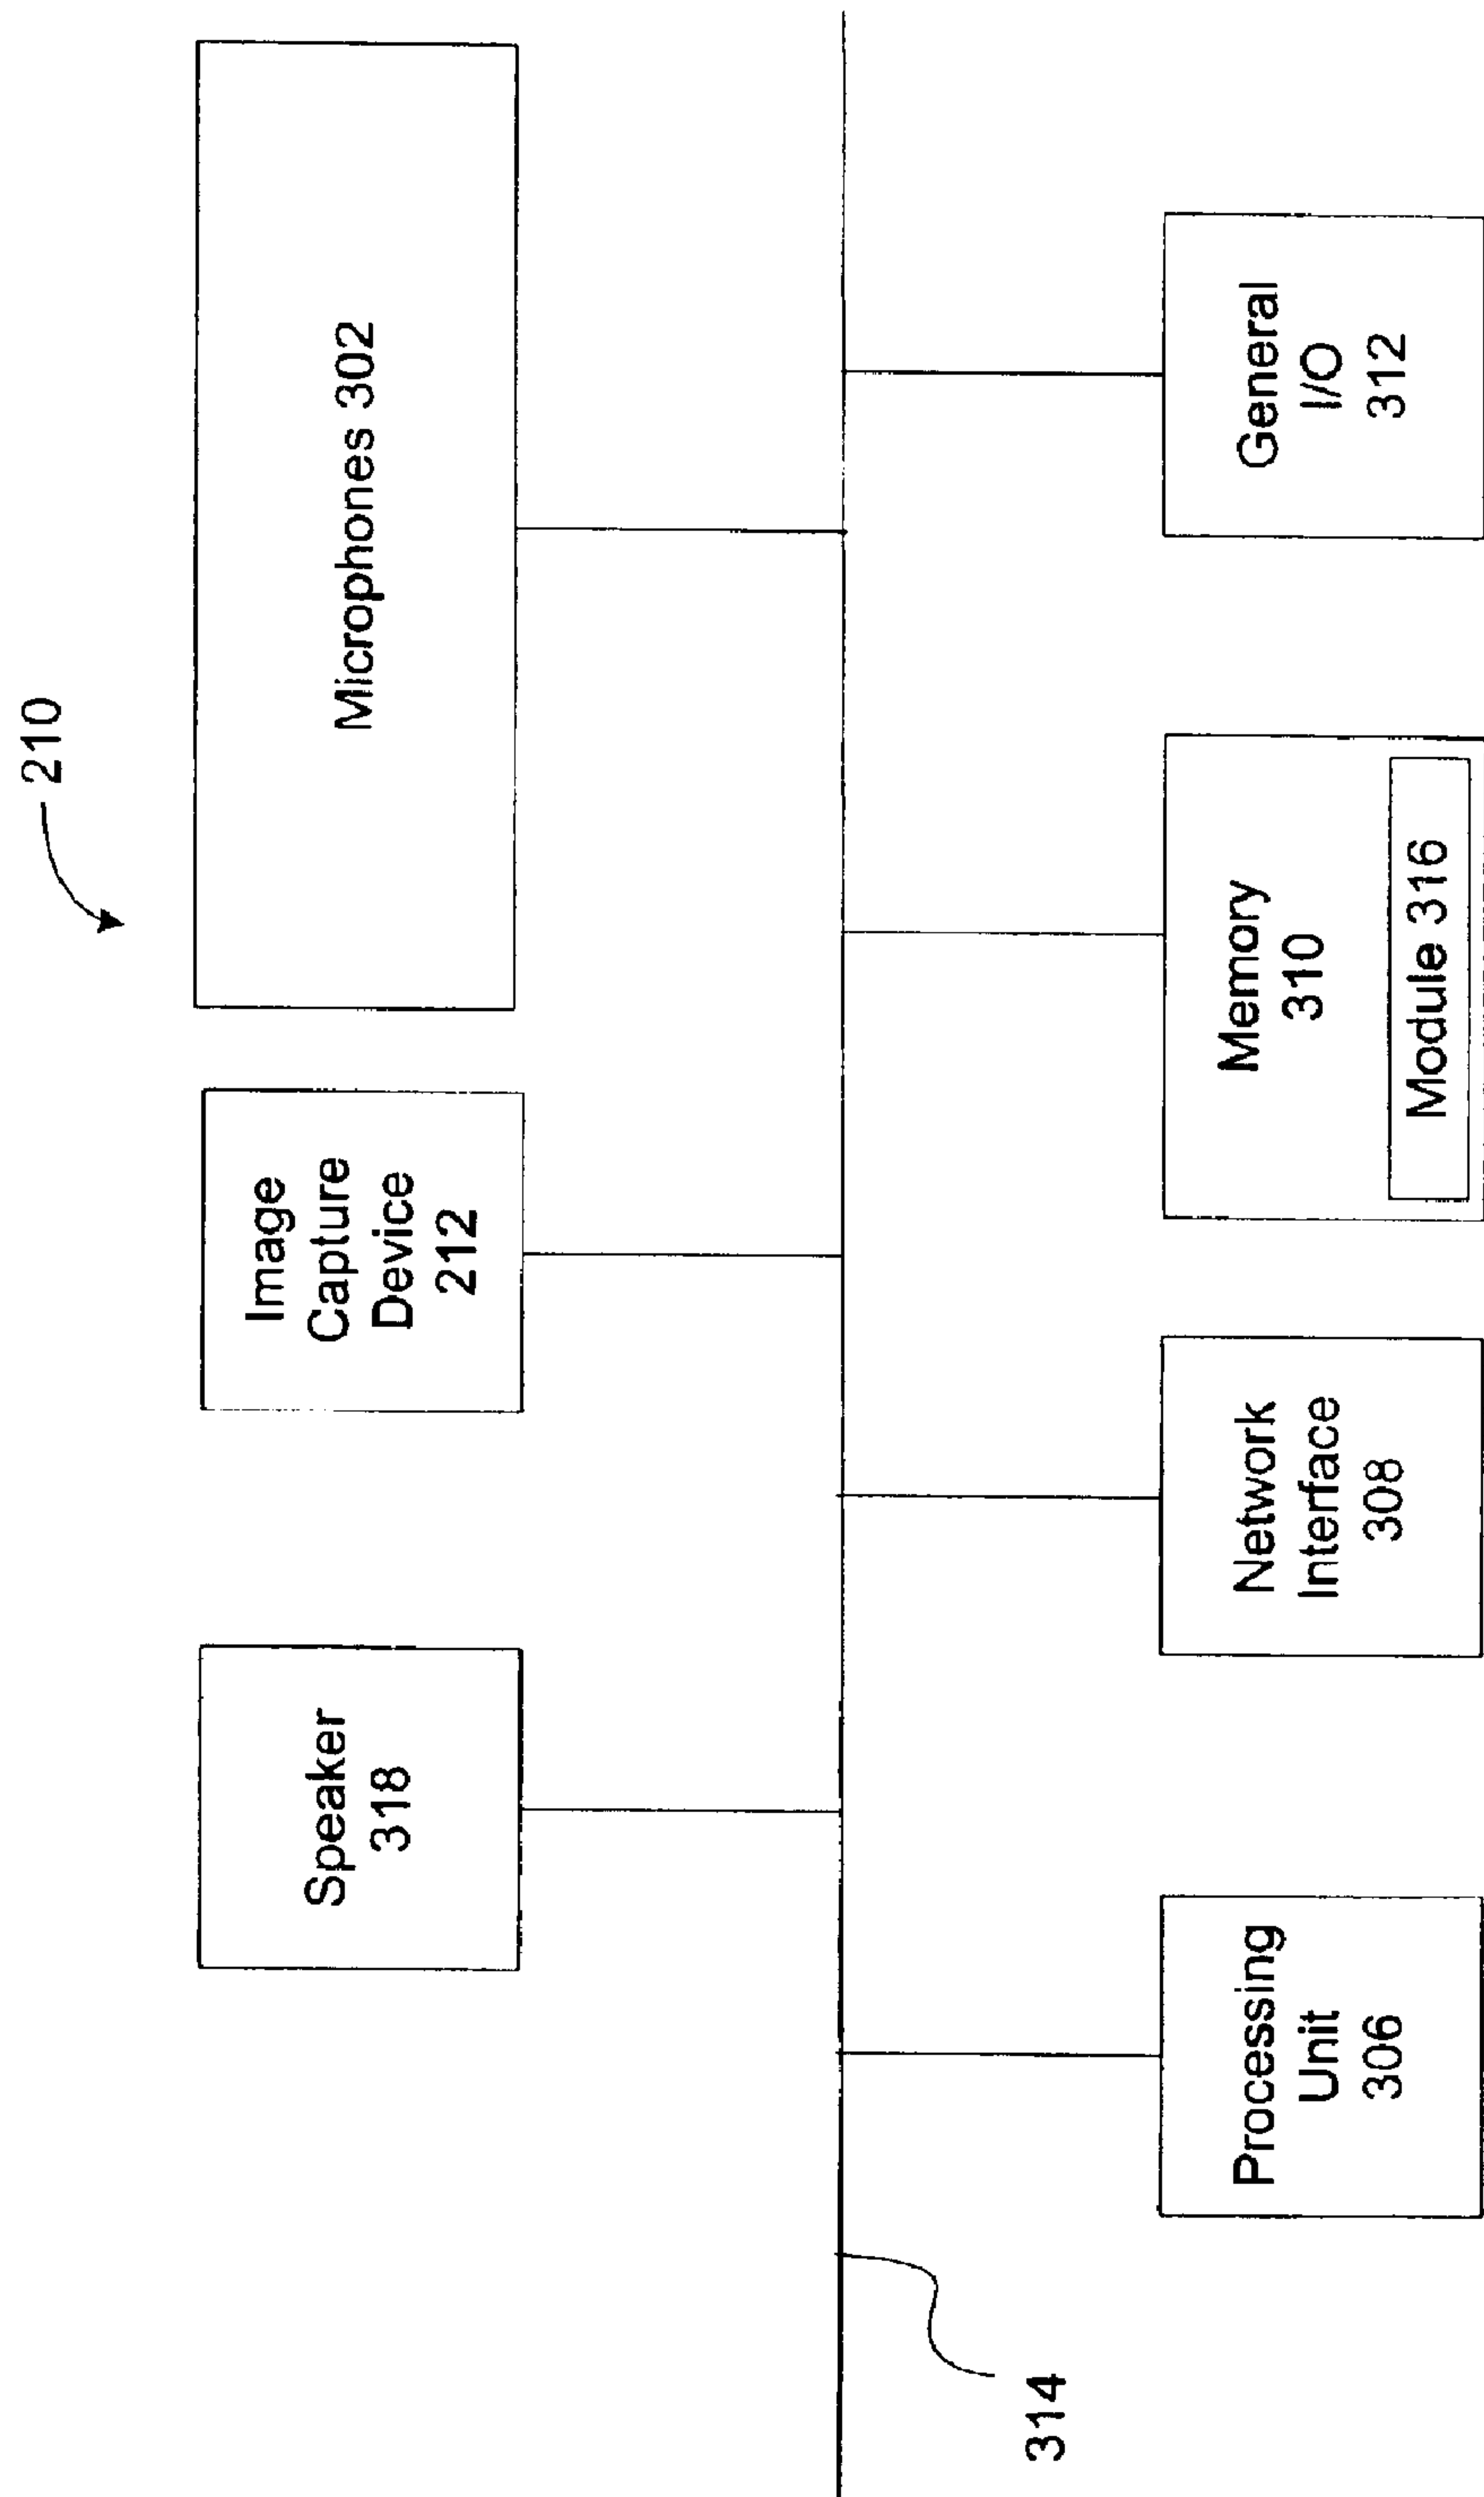 210
Speaker
318
Image
Capture
Device
212
Microphones 302
314
Processing
Unit
306
Network
Interface
308
Memory
310
Module 316
General
I/O
312